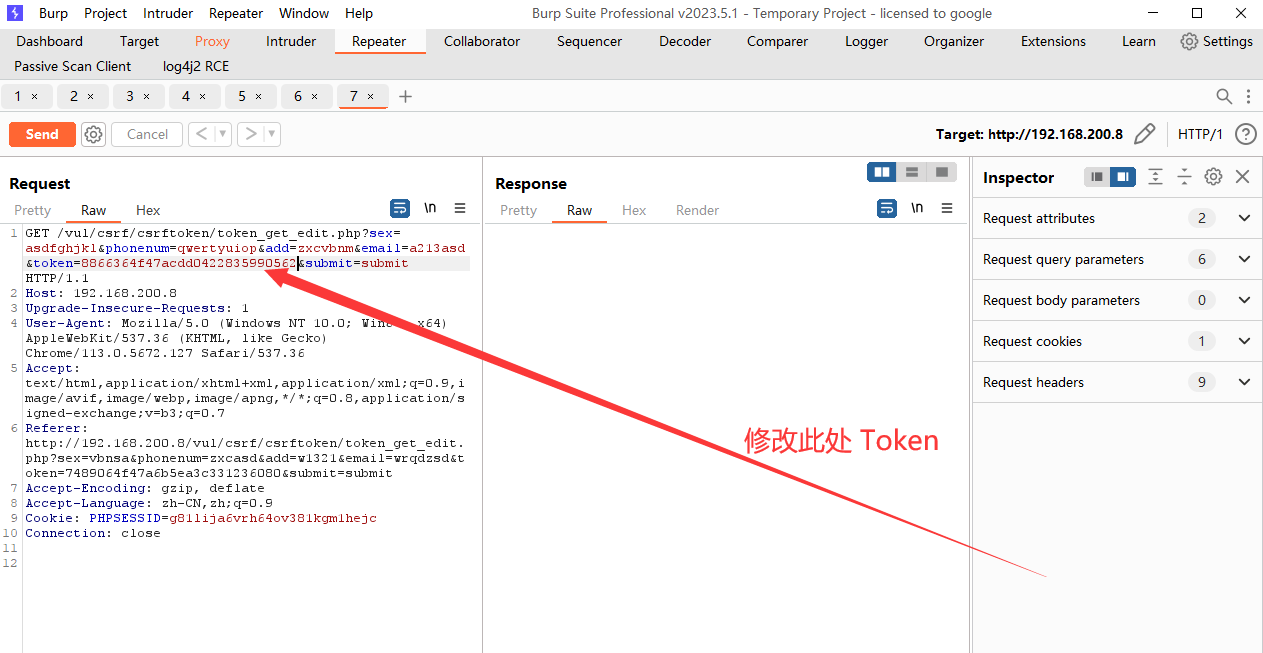 Burp Project Intruder Repeater Window Help Burp Suite Professional v2023.5.1 - Temporary Project - licensed to google
Dashboard Target Proxy Intruder Repeater Collaborator Sequencer Decoder Comparer Logger Organizer Extensions Learn Settings
Passive Scan Client log4j2 RCE
1 × 2 × 3 × 4 × 5 × 6 × 7 × +
Send Cancel < > Target: http://192.168.200.8 HTTP/1 ?
Request
Pretty Raw Hex \n
1 GET /vul/csrf/csrftoken/token_get_edit.php?sex=
asdfghjkl&phonenum=qwertyuiop&add=zxcvbnm&email=a213asd
&token=8866364f47acdd0422835990562&submit=submit
HTTP/1.1
2 Host: 192.168.200.8
3 Upgrade-Insecure-Requests: 1
4 User-Agent: Mozilla/5.0 (Windows NT 10.0; Win x64)
AppleWebKit/537.36 (KHTML, like Gecko)
Chrome/113.0.5672.127 Safari/537.36
5 Accept:
text/html,application/xhtml+xml,application/xml;q=0.9,i
mage/avif,image/webp,image/apng,*/*;q=0.8,application/s
igned-exchange;v=b3;q=0.7
6 Referer:
http://192.168.200.8/vul/csrf/csrftoken/token_get_edit.
php?sex=vbnsa&phonenum=zxcasd&add=w1321&email=wrqdzsd&t
oken=7489064f47a6b5ea3c331236080&submit=submit
7 Accept-Encoding: gzip, deflate
8 Accept-Language: zh-CN,zh;q=0.9
9 Cookie: PHPSESSID=g81lija6vrh64ov381kgm1hejc
10 Connection: close
11
12
Response
Pretty Raw Hex Render \n
修改此处 Token
Inspector
Request attributes 2
Request query parameters 6
Request body parameters 0
Request cookies 1
Request headers 9